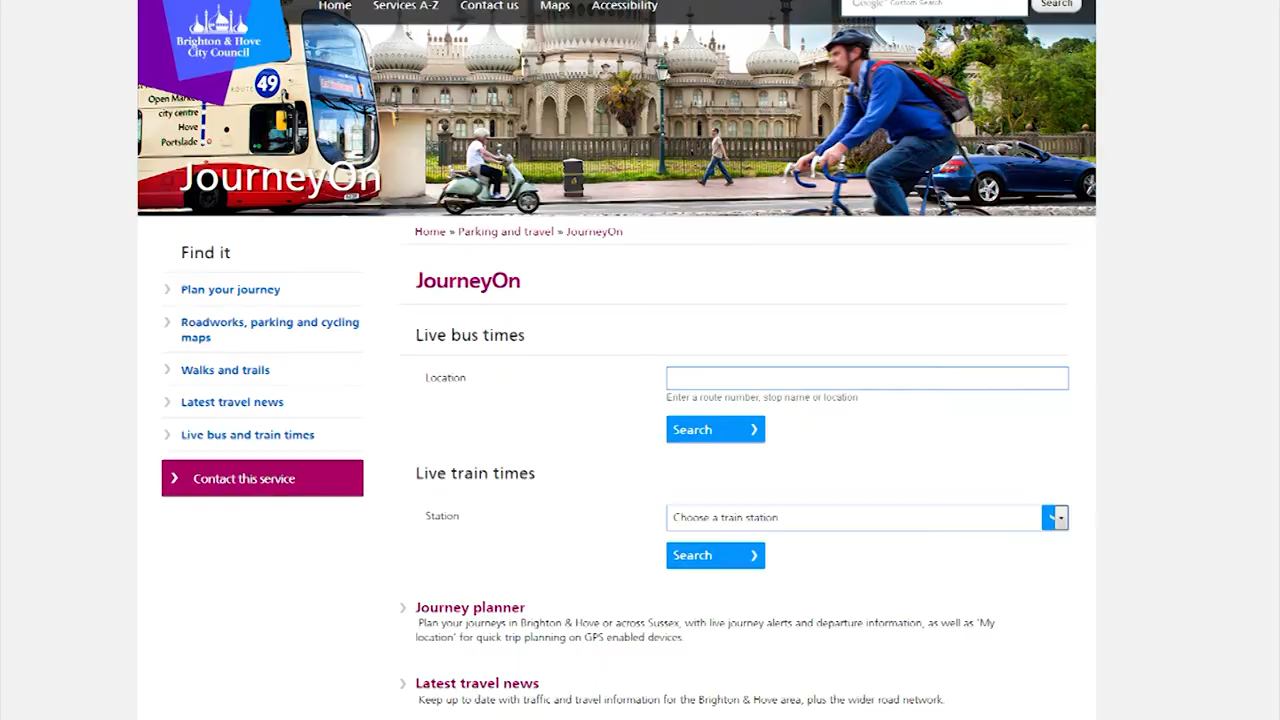 Home Services A-Z Contact us Maps Accessibility
Google Custom Search Search
Brighton & Hove
City Council
ROUTE 49
Open Market
city centre
Hove
Portslade
JourneyOn
Home » Parking and travel » JourneyOn
Find it
Plan your journey
Roadworks, parking and cycling
maps
Walks and trails
Latest travel news
Live bus and train times
Contact this service
JourneyOn
Live bus times
Location
Enter a route number, stop name or location
Search
Live train times
Station
Choose a train station
Search
Journey planner
Plan your journeys in Brighton & Hove or across Sussex, with live journey alerts and departure information, as well as 'My
location' for quick trip planning on GPS enabled devices.
Latest travel news
Keep up to date with traffic and travel information for the Brighton & Hove area, plus the wider road network.